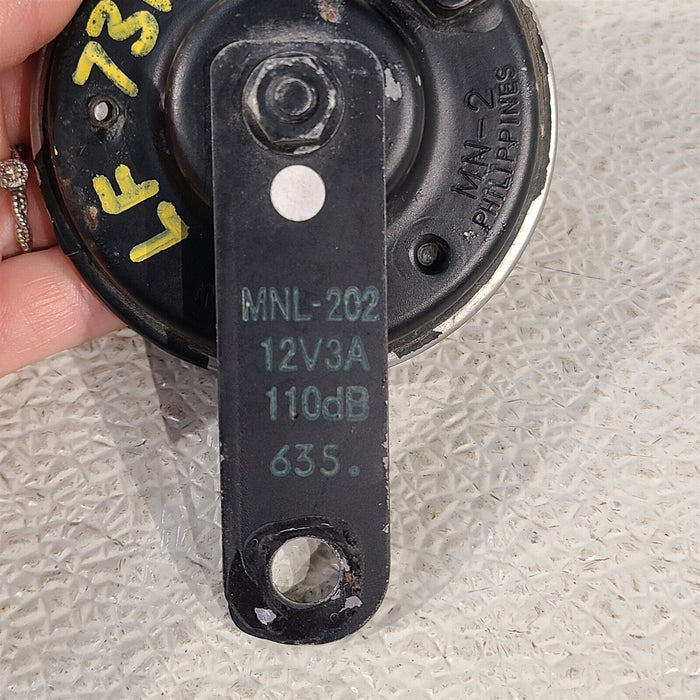 LF
MN-2
PHILIPPINES
MNL-202
12V3A
110dB
635.